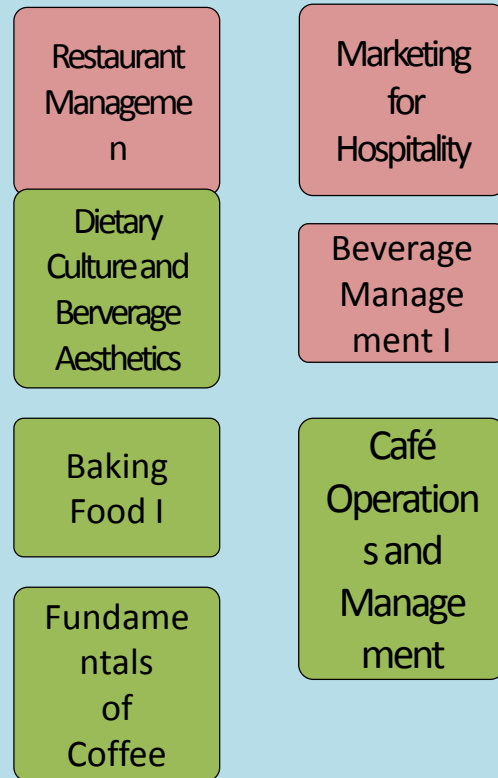 Restaurant
Manageme
n
Dietary
Culture and
Berverage
Aesthetics
Baking
Food I
Fundame
ntals
of
Coffee
Marketing
for
Hospitality
Beverage
Manage
ment I
Café
Operation
s and
Manage
ment